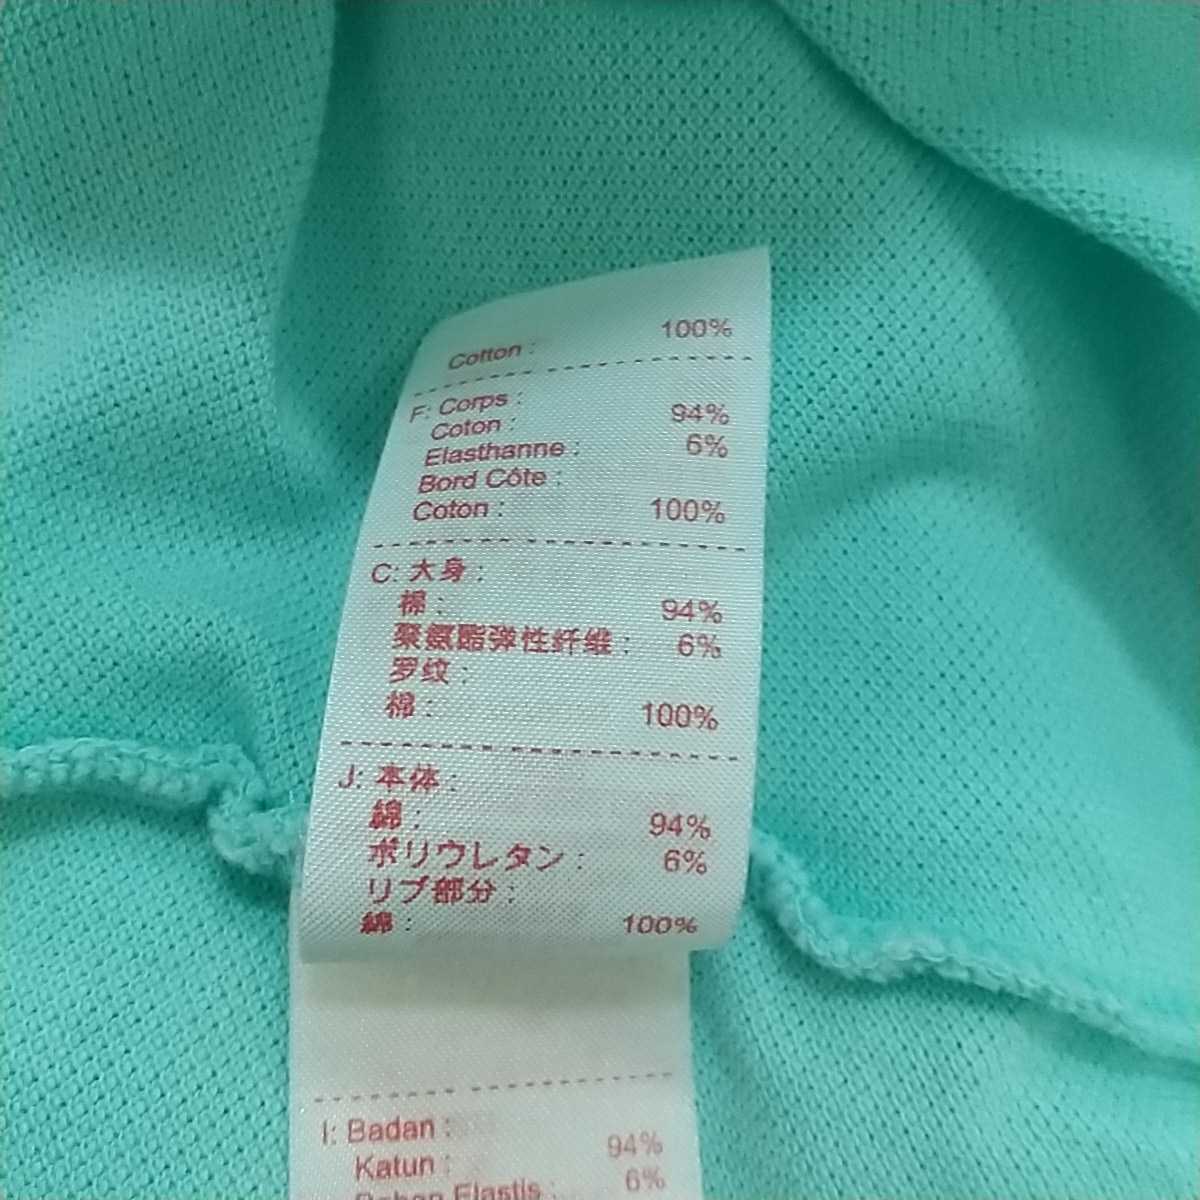 Cotton : 100%
F: Corps :
Coton : 94%
Elasthanne : 6%
Bord Côte :
Coton : 100%
C: 大身 :
棉 : 94%
聚氨酯弹性纤维 : 6%
罗纹 :
棉 : 100%
J: 本体 :
綿 : 94%
ポリウレタン : 6%
リブ部分 :
綿 : 100%
I: Badan :
Katun : 94%
Bahan Elastis : 6%